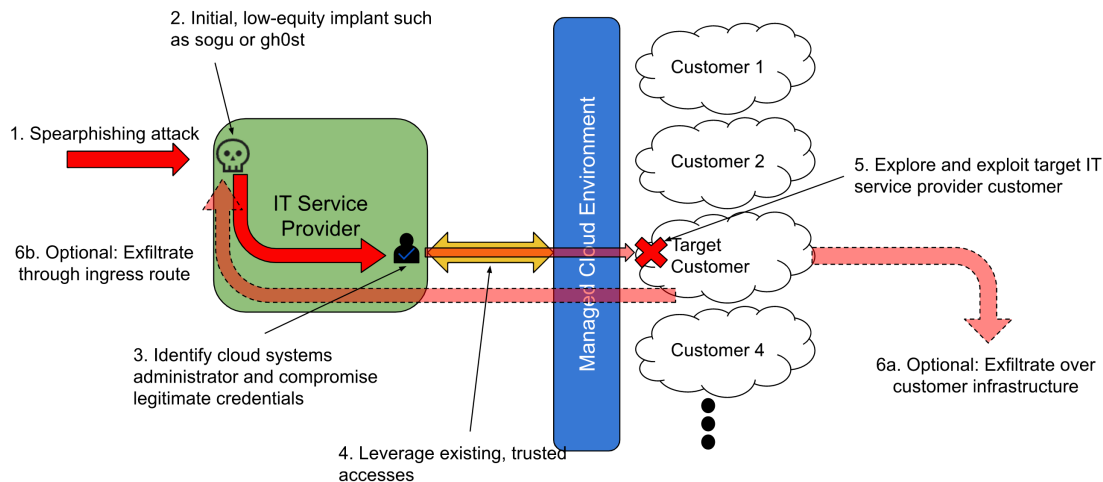 2. Initial, low-equity implant such
as sogu or gh0st
1. Spearphishing attack
IT Service
Provider
6b. Optional: Exfiltrate
through ingress route
3. Identify cloud systems
administrator and compromise
legitimate credentials
4. Leverage existing, trusted
accesses
Managed Cloud Environment
Customer 1
Customer 2
Target
Customer
Customer 4
5. Explore and exploit target IT
service provider customer
6a. Optional: Exfiltrate over
customer infrastructure